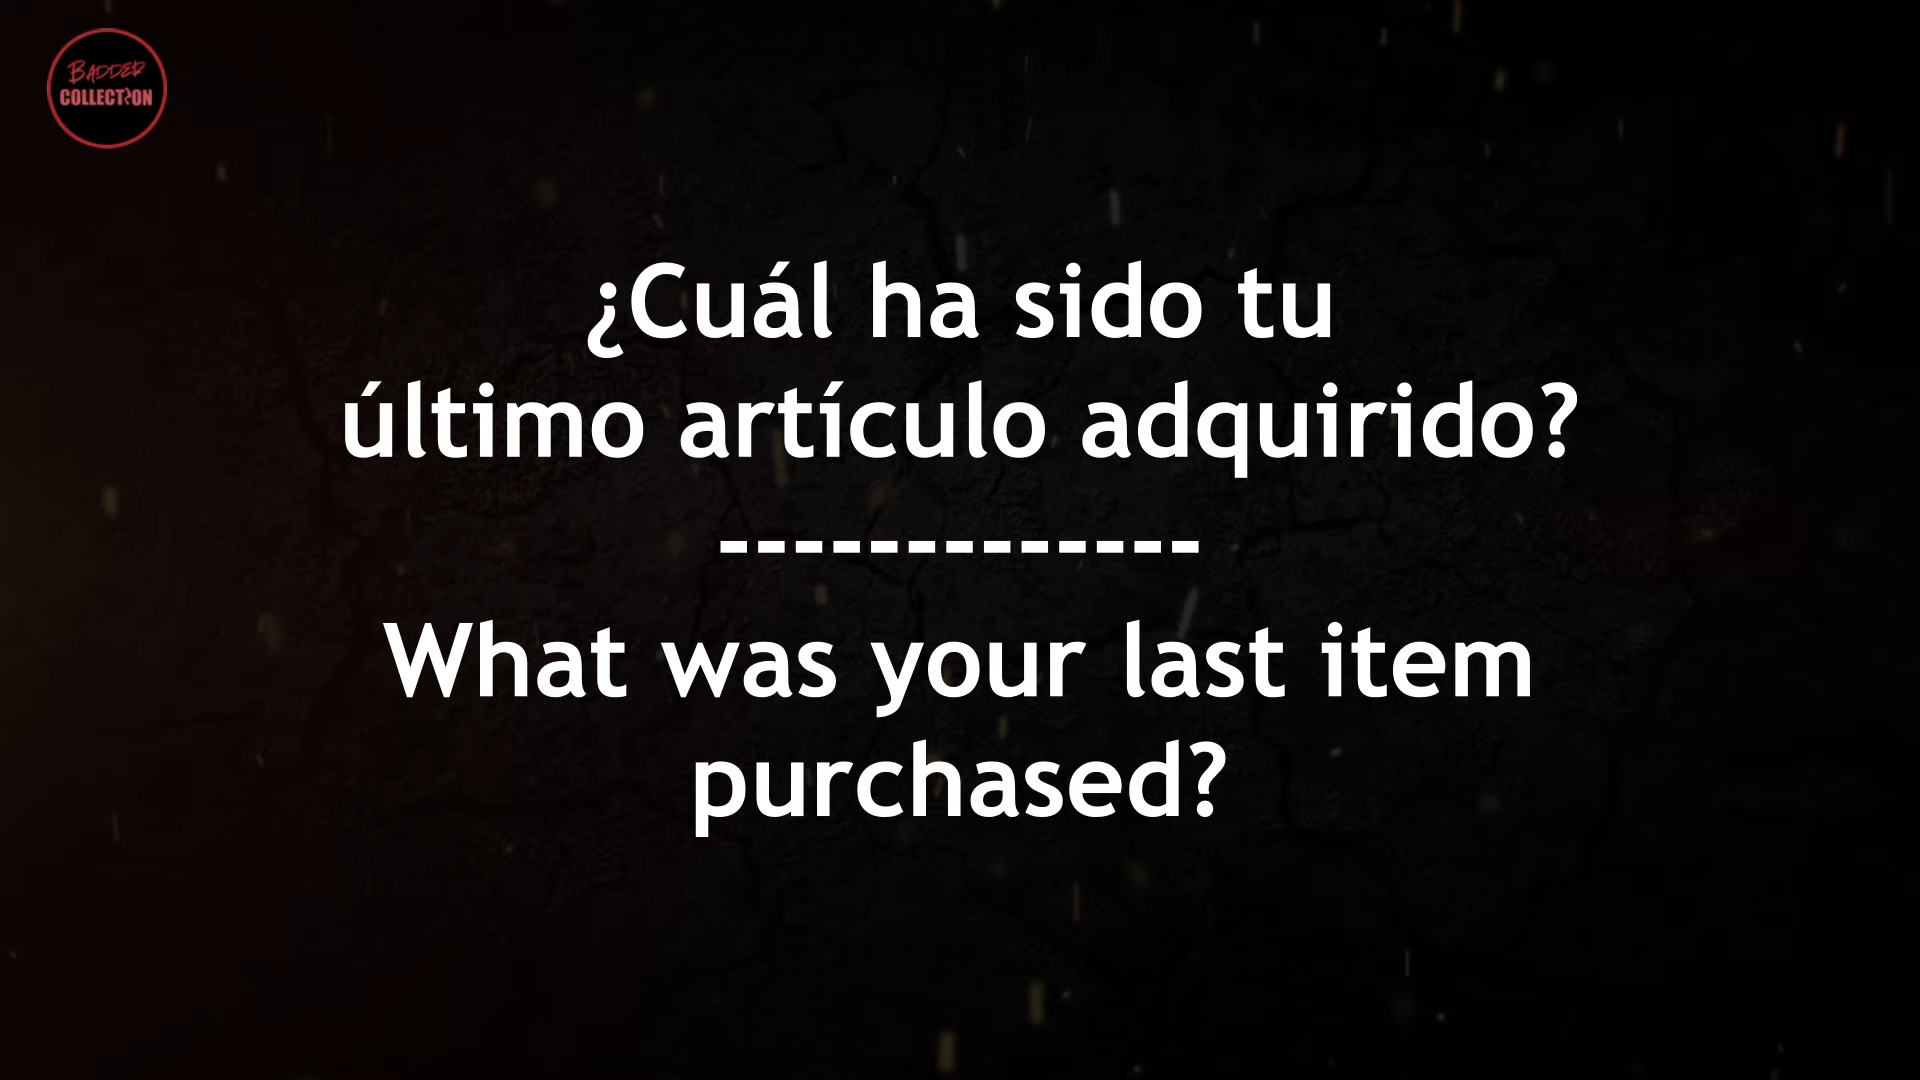 BADDER
COLLECTION
¿Cuál ha sido tu
último artículo adquirido?
-------------
What was your last item
purchased?